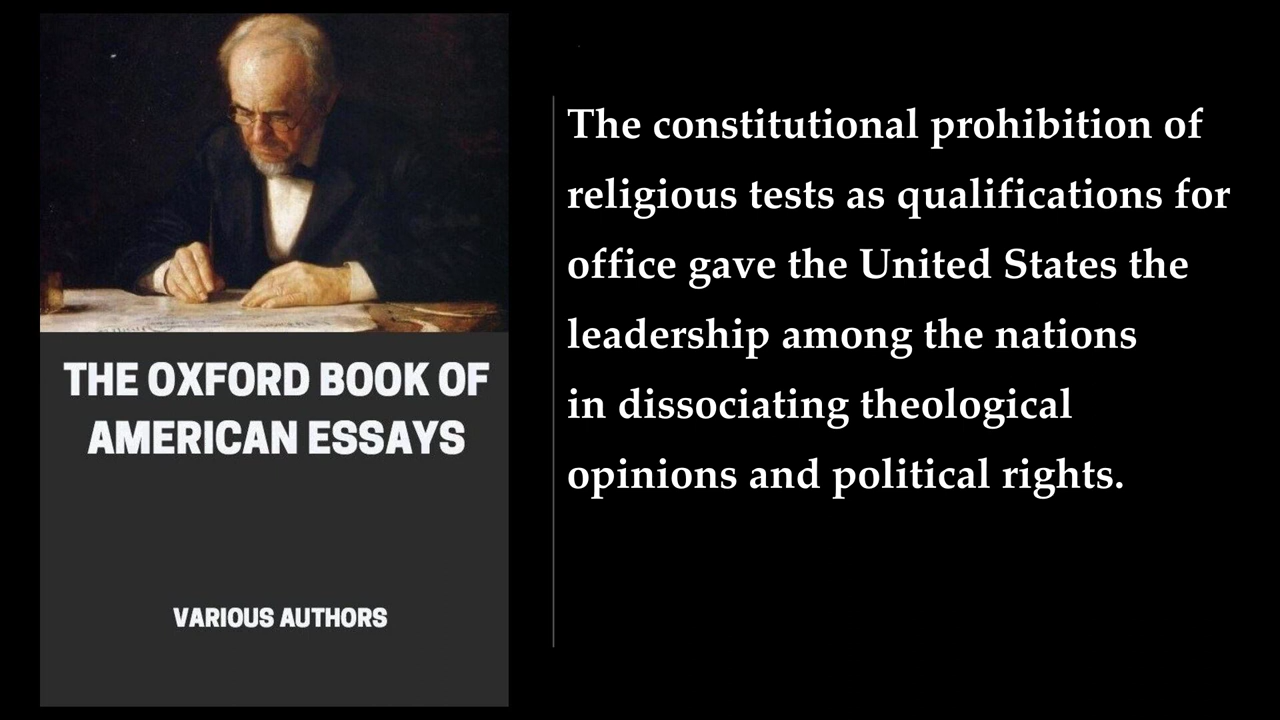 THE OXFORD BOOK OF
AMERICAN ESSAYS
VARIOUS AUTHORS
The constitutional prohibition of
religious tests as qualifications for
office gave the United States the
leadership among the nations
in dissociating theological
opinions and political rights.